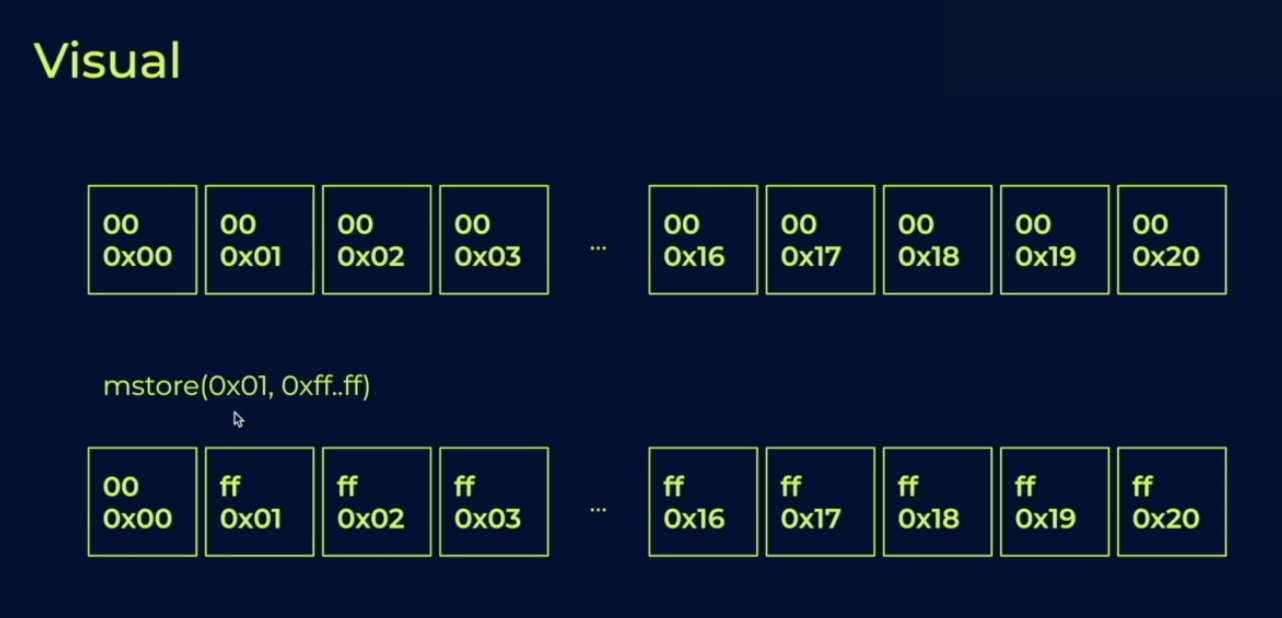 Visual
00 00 00 00 ... 00 00 00 00 00
0x00 0x01 0x02 0x03 0x16 0x17 0x18 0x19 0x20
mstore(0x01, 0xff..ff)
00 ff ff ff ... ff ff ff ff ff
0x00 0x01 0x02 0x03 0x16 0x17 0x18 0x19 0x20